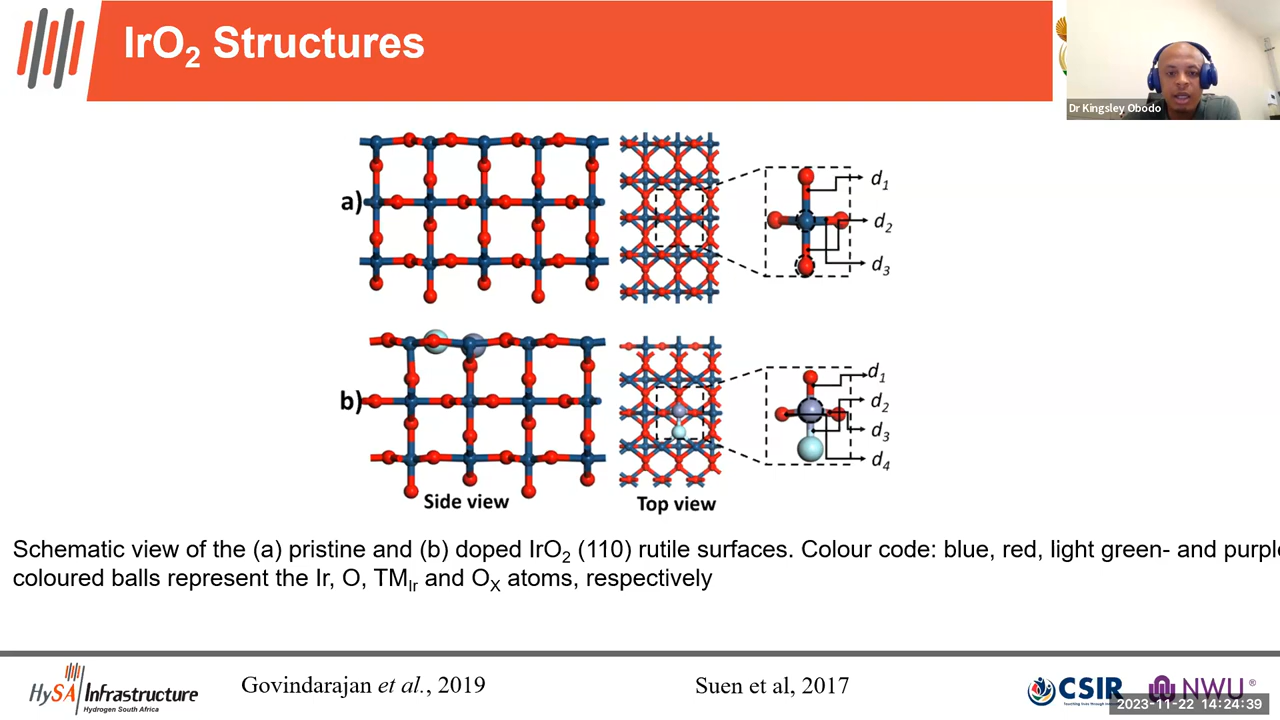 IrO2 Structures
Dr Kingsley Obodo
a)
d1
d2
d3
b)
d1
d2
d3
d4
Side view
Top view
Schematic view of the (a) pristine and (b) doped IrO2 (110) rutile surfaces. Colour code: blue, red, light green- and purple
coloured balls represent the Ir, O, TMIr and OX atoms, respectively
HySA Infrastructure
Hydrogen South Africa
Govindarajan et al., 2019
Suen et al, 2017
CSIR
NWU®
2023-11-22 14:24:39